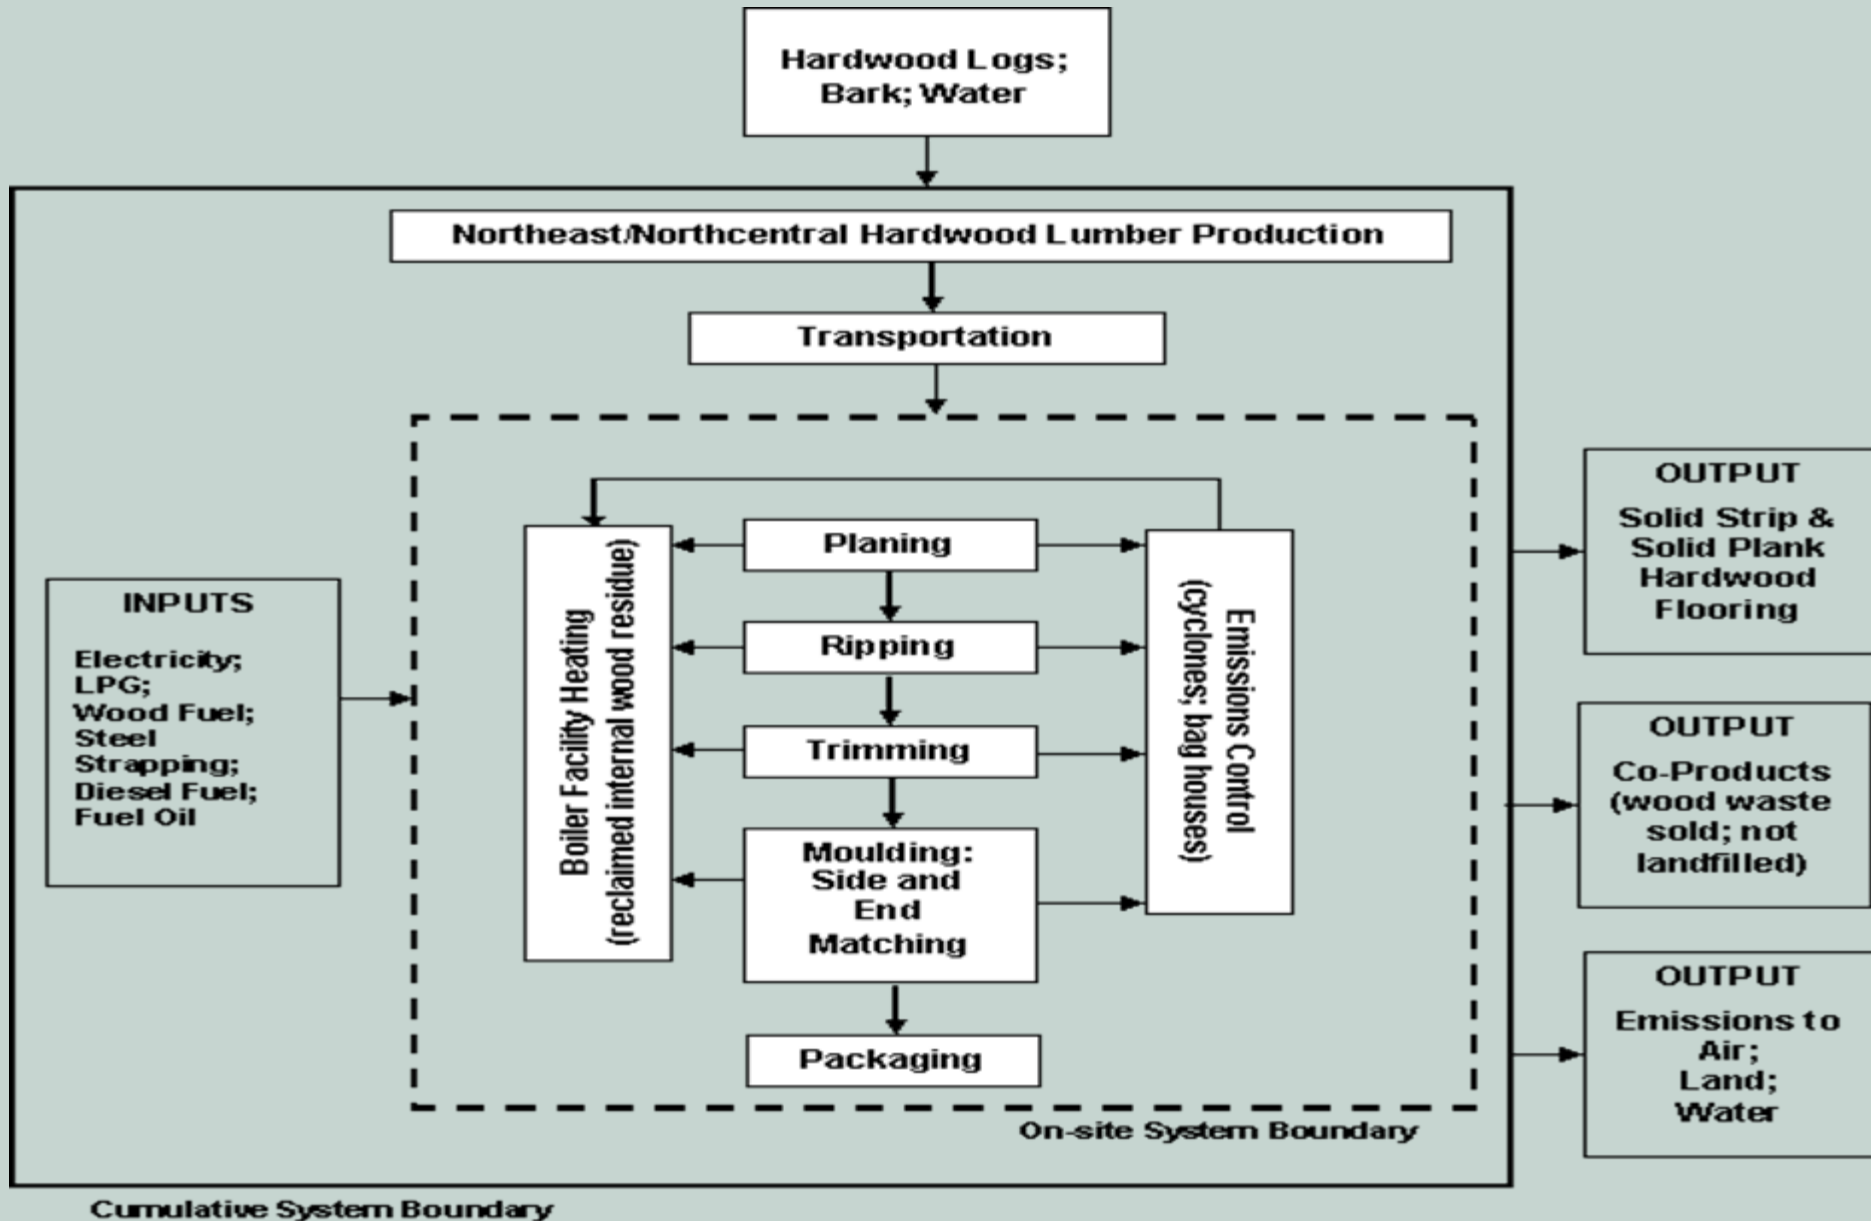 Hardwood Logs;
Bark; Water
Northeast/Northcentral Hardwood Lumber Production
Transportation
INPUTS
Electricity;
LPG;
Wood Fuel;
Steel
Strapping;
Diesel Fuel;
Fuel Oil
Boiler Facility Heating
(reclaimed internal wood residue)
Planing
Ripping
Trimming
Moulding:
Side and
End
Matching
Packaging
Emissions Control
(cyclones; bag houses)
On-site System Boundary
Cumulative System Boundary
OUTPUT
Solid Strip &
Solid Plank
Hardwood
Flooring
OUTPUT
Co-Products
(wood waste
sold; not
landfilled)
OUTPUT
Emissions to
Air;
Land;
Water